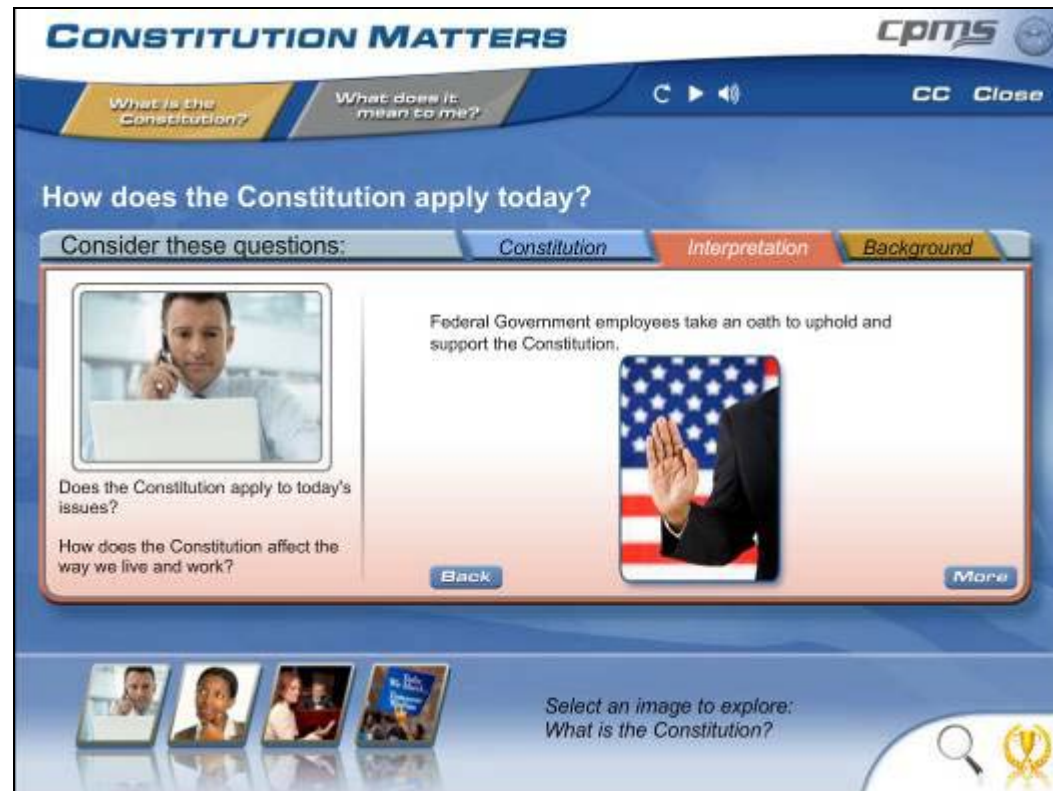 CONSTITUTION MATTERS
cpms
What is the
Constitution?
What does it
mean to me?
CC Close
How does the Constitution apply today?
Consider these questions:
Constitution
Interpretation
Background
Federal Government employees take an oath to uphold and
support the Constitution.
Does the Constitution apply to today's
issues?
How does the Constitution affect the
way we live and work?
Back
More
Select an image to explore:
What is the Constitution?